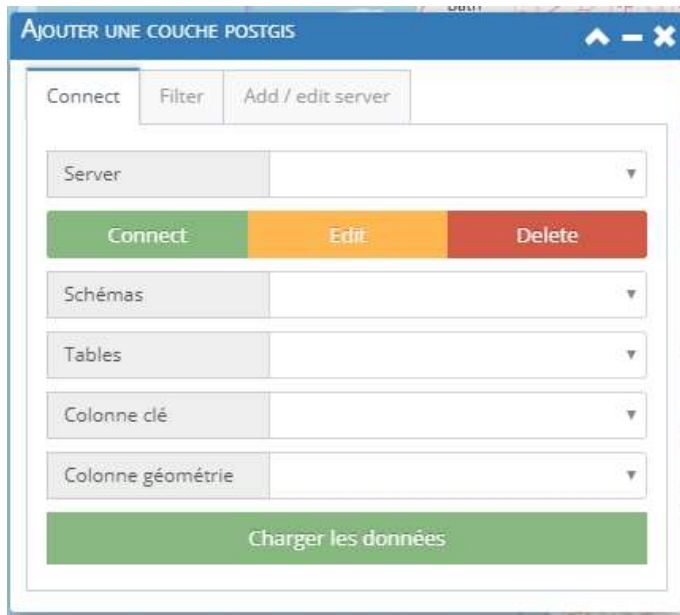 AJOUTER UNE COUCHE POSTGIS
Connect Filter Add / edit server
Server
Connect Edit Delete
Schémas
Tables
Colonne clé
Colonne géométrie
Charger les données